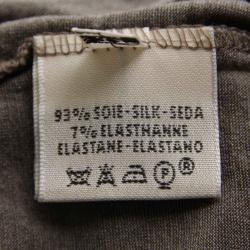 93% SOIE-SILK-SEDA
7% ELASTHANNE
ELASTANE-ELASTANO
P